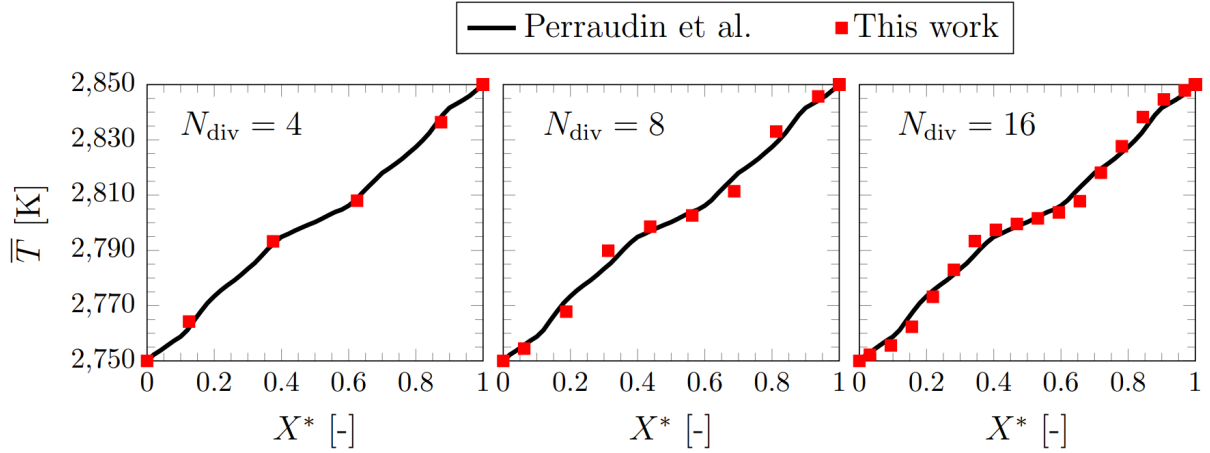 Perraudin et al. This work
N_div = 4 N_div = 8 N_div = 16
2,850
2,830
2,810
2,790
2,770
2,750
T̅ [K]
0 0.2 0.4 0.6 0.8 1 0 0.2 0.4 0.6 0.8 1 0 0.2 0.4 0.6 0.8 1
X* [-] X* [-] X* [-]